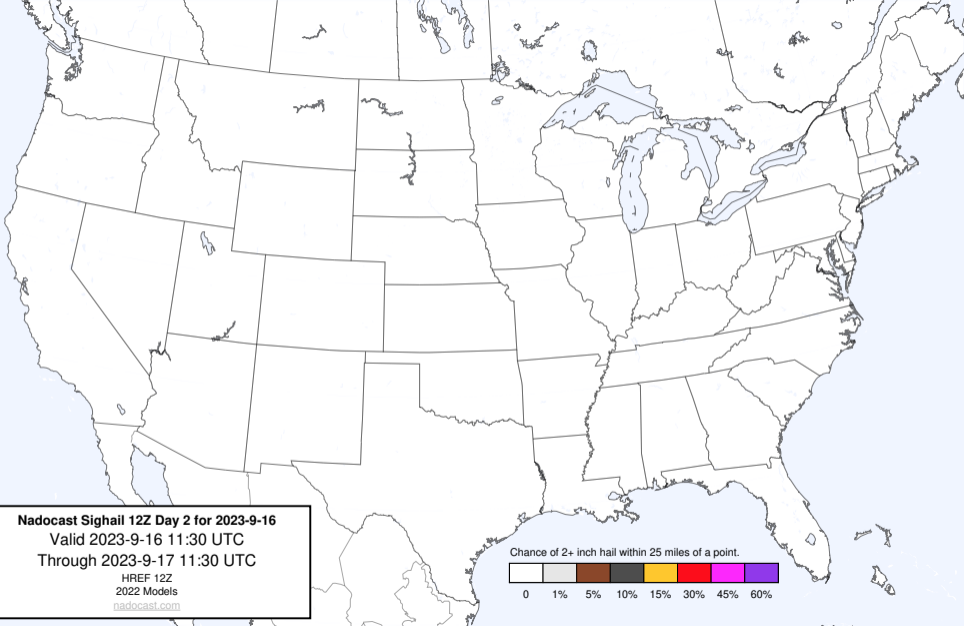 Nadocast Sighail 12Z Day 2 for 2023-9-16
Valid 2023-9-16 11:30 UTC
Through 2023-9-17 11:30 UTC
HREF 12Z
2022 Models
nadocast.com
Chance of 2+ inch hail within 25 miles of a point.
0 1% 5% 10% 15% 30% 45% 60%